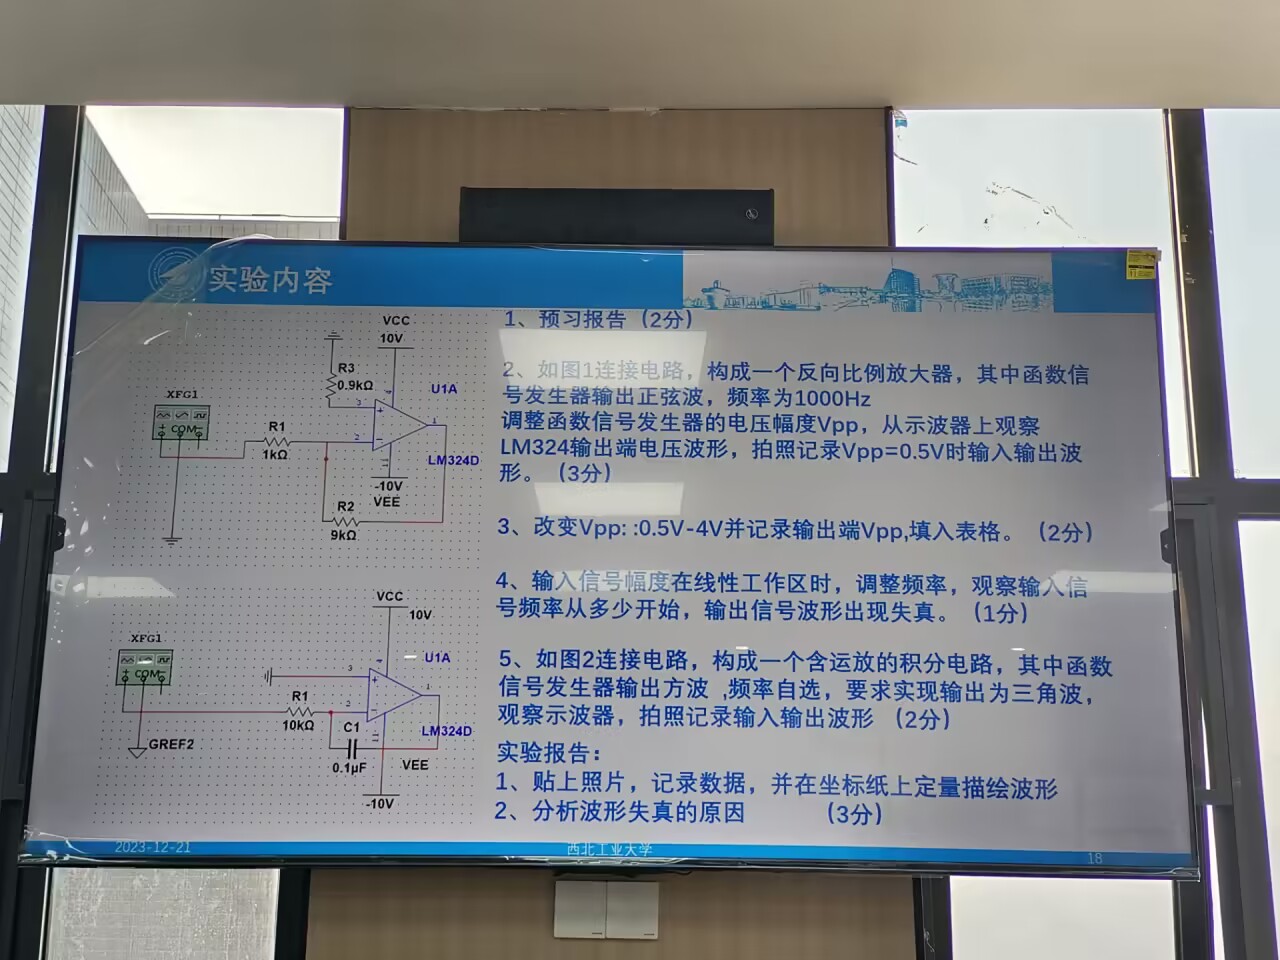 实验内容
1、预习报告（2分）
2、如图1连接电路，构成一个反向比例放大器，其中函数信
号发生器输出正弦波，频率为1000Hz
调整函数信号发生器的电压幅度Vpp，从示波器上观察
LM324输出端电压波形，拍照记录Vpp=0.5V时输入输出波
形。（3分）
3、改变Vpp: :0.5V-4V并记录输出端Vpp,填入表格。（2分）
4、输入信号幅度在线性工作区时，调整频率，观察输入信
号频率从多少开始，输出信号波形出现失真。（1分）
5、如图2连接电路，构成一个含运放的积分电路，其中函数
信号发生器输出方波 ,频率自选，要求实现输出为三角波，
观察示波器，拍照记录输入输出波形 （2分）
实验报告：
1、贴上照片，记录数据，并在坐标纸上定量描绘波形
2、分析波形失真的原因 （3分）
VCC
10V
R3
0.9kΩ
U1A
XFG1
COM
R1
1kΩ
3
2
4
1
11
LM324D
-10V
VEE
R2
9kΩ
VCC
10V
XFG1
COM
U1A
3
2
4
1
11
R1
10kΩ
C1
0.1μF
LM324D
GREF2
VEE
-10V
2023-12-21
西北工业大学
18